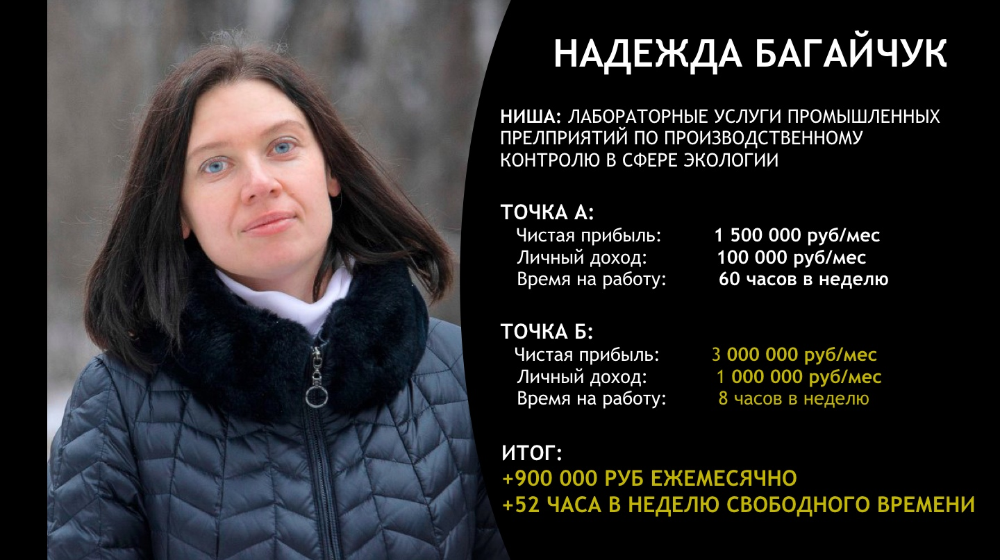 НАДЕЖДА БАГАЙЧУК
НИША: ЛАБОРАТОРНЫЕ УСЛУГИ ПРОМЫШЛЕННЫХ
ПРЕЛПРИЯТИЙ ПО ПРОИЗВОДСТВЕННОМУ
КОНТРОЛЮ В СФЕРЕ ЭКОЛОГИИ
ТОЧКА А:
Чистая прибыль: 1 500 000 руб/мес
Личный доход: 100 000 руб/мес
Время на работу: 60 часов в неделю
ТОЧКА Б:
Чистая прибыль: 3 000 000 руб/мес
Личный доход: 1 000 000 руб/мес
Время на работу: 8 часов в неделю
ИТОГ:
+900 000 РУБ ЕЖЕМЕСЯЧНО
+52 ЧАСА В НЕДЕЛЮ СВОБОДНОГО ВРЕМЕНИ